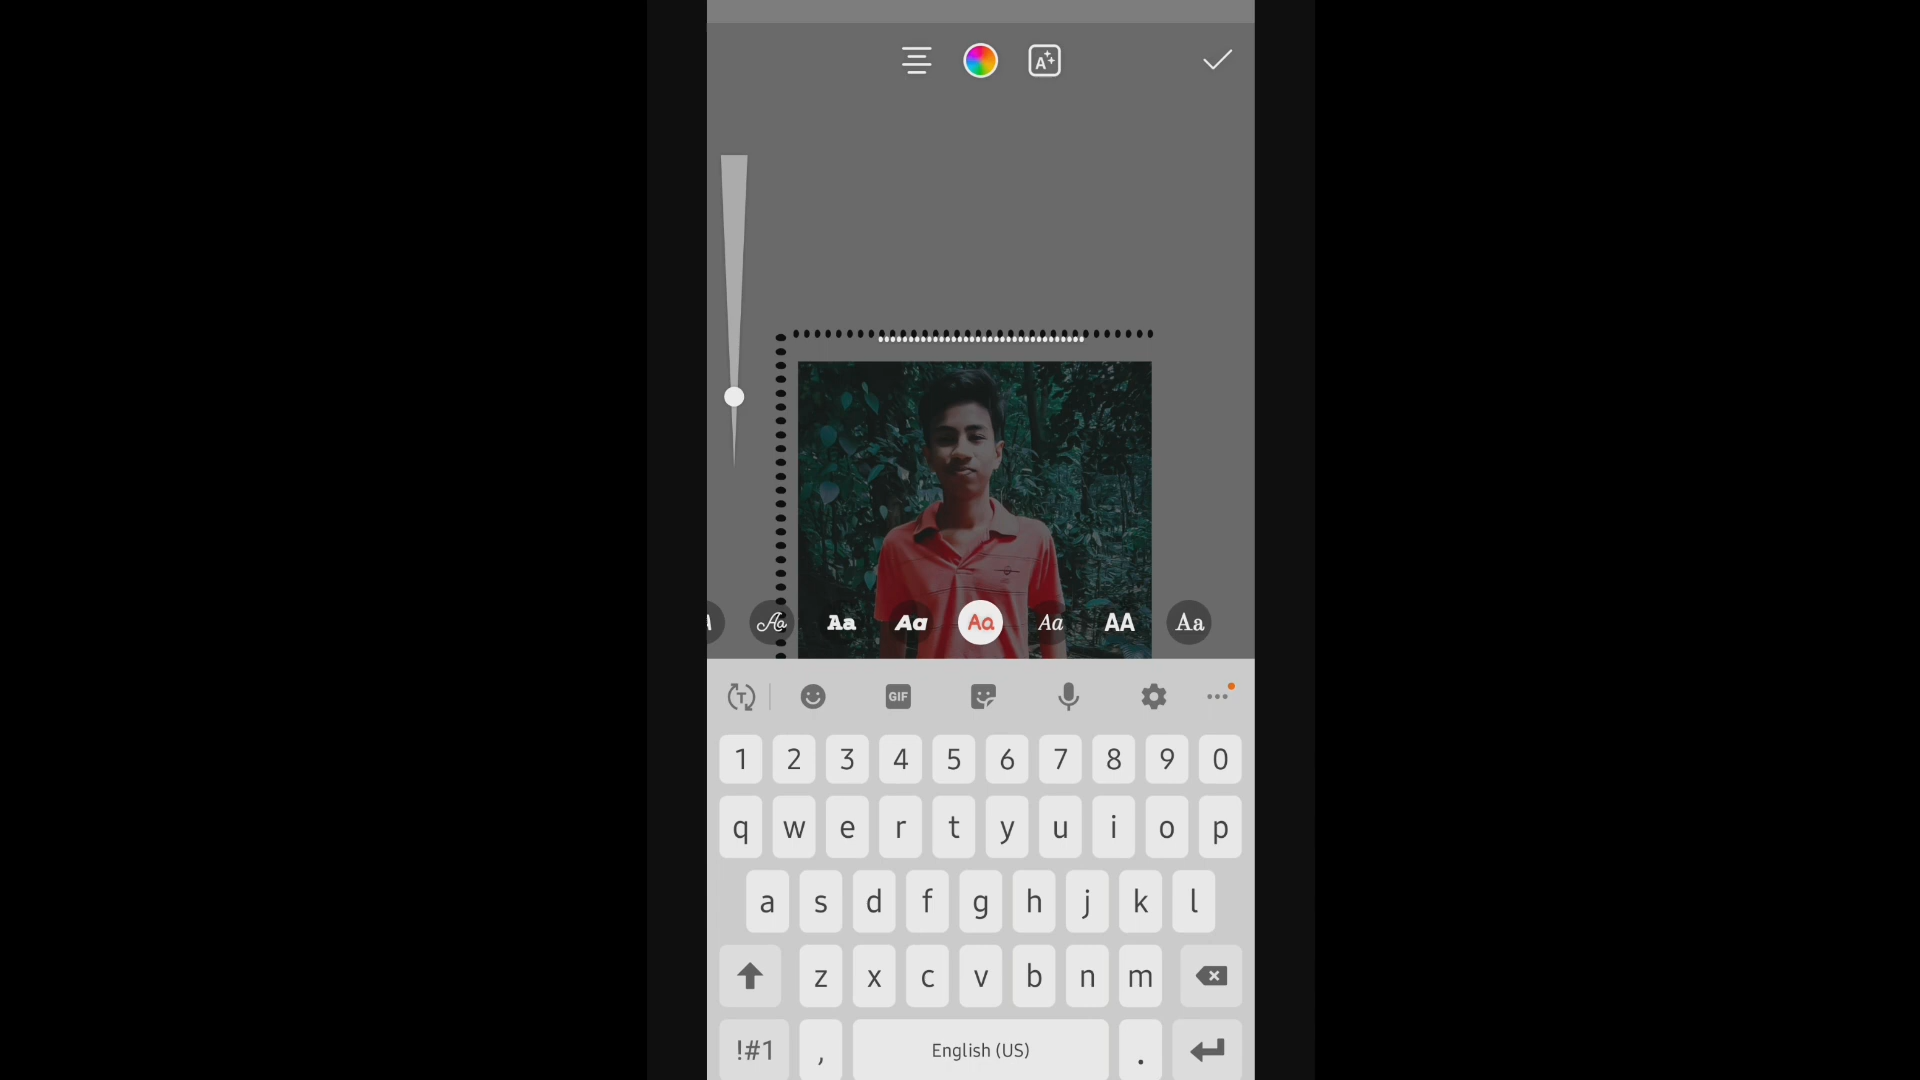 A
A
Aa
Aa
Aa
Aa
Aa
AA
Aa
T
GIF
1 2 3 4 5 6 7 8 9 0
q w e r t y u i o p
a s d f g h j k l
z x c v b n m
!#1 , English (US) .